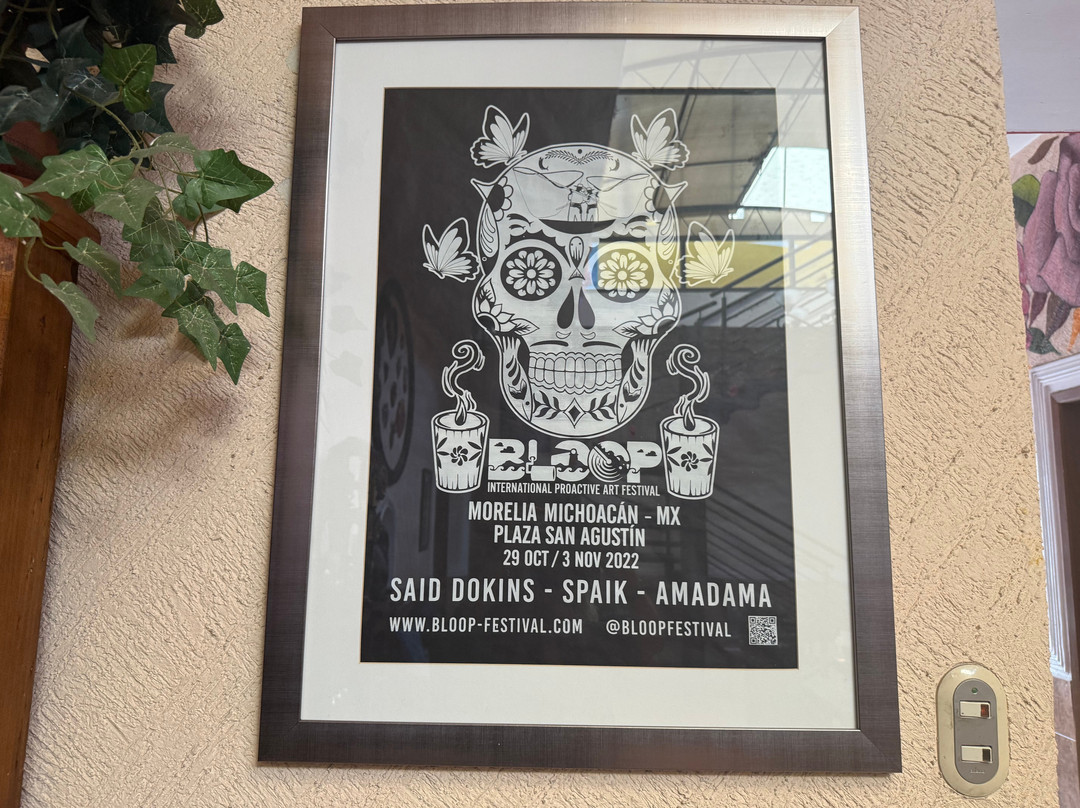 BLOOP
INTERNATIONAL PROACTIVE ART FESTIVAL
MORELIA MICHOACÁN - MX
PLAZA SAN AGUSTÍN
29 OCT / 3 NOV 2022
SAID DOKINS - SPAIK - AMADAMA
WWW.BLOOP-FESTIVAL.COM @BLOOPFESTIVAL